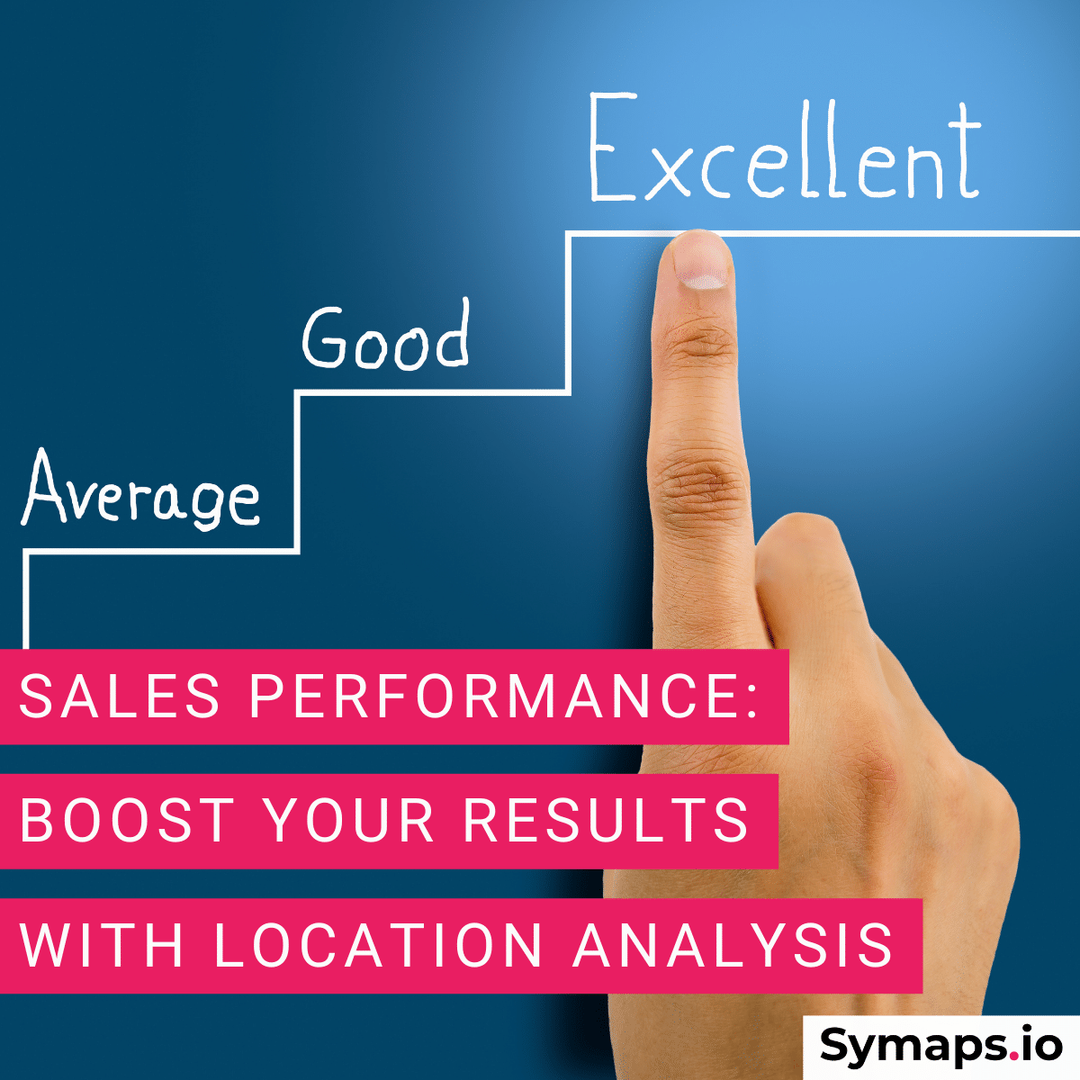 Excellent
Good
Average
SALES PERFORMANCE:
BOOST YOUR RESULTS
WITH LOCATION ANALYSIS
Symaps.io